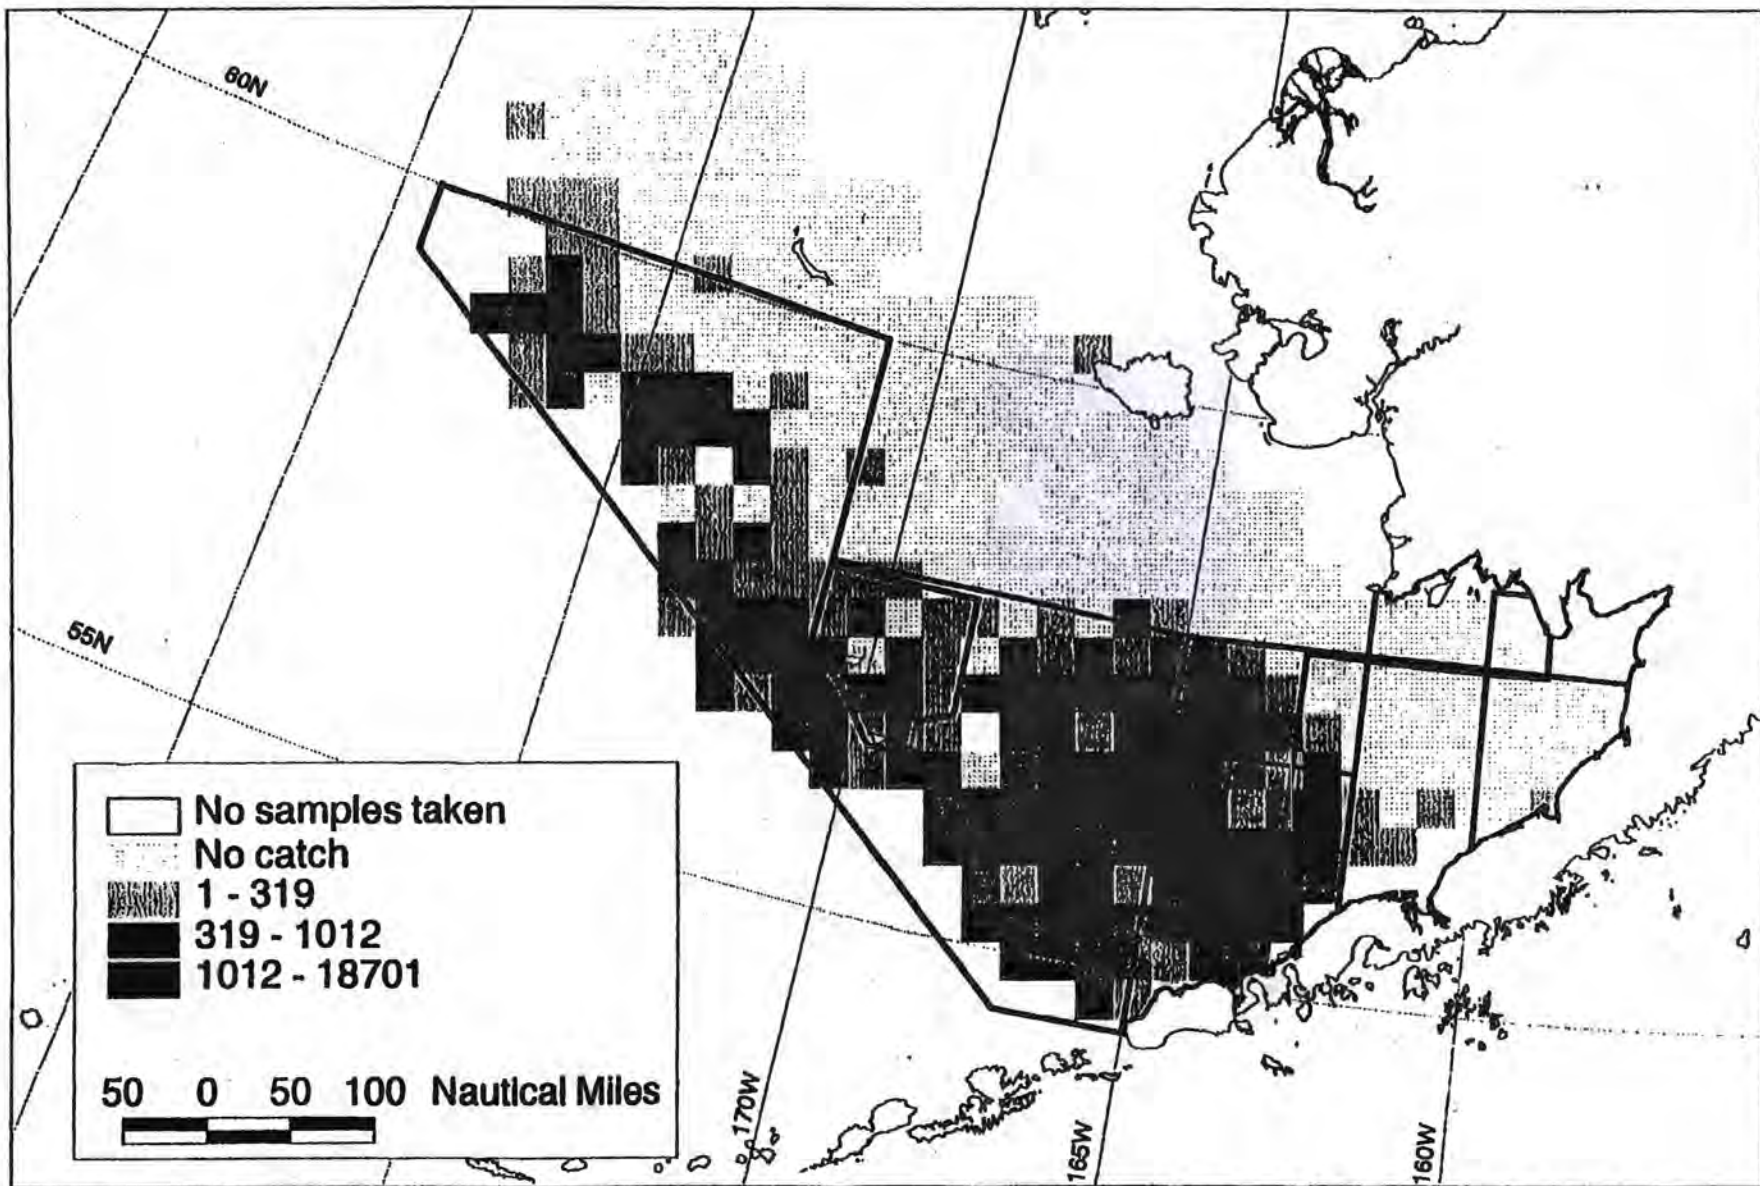 60N
55N
No samples taken
No catch
1 - 319
319 - 1012
1012 - 18701
50 0 50 100 Nautical Miles
170W
165W
160W